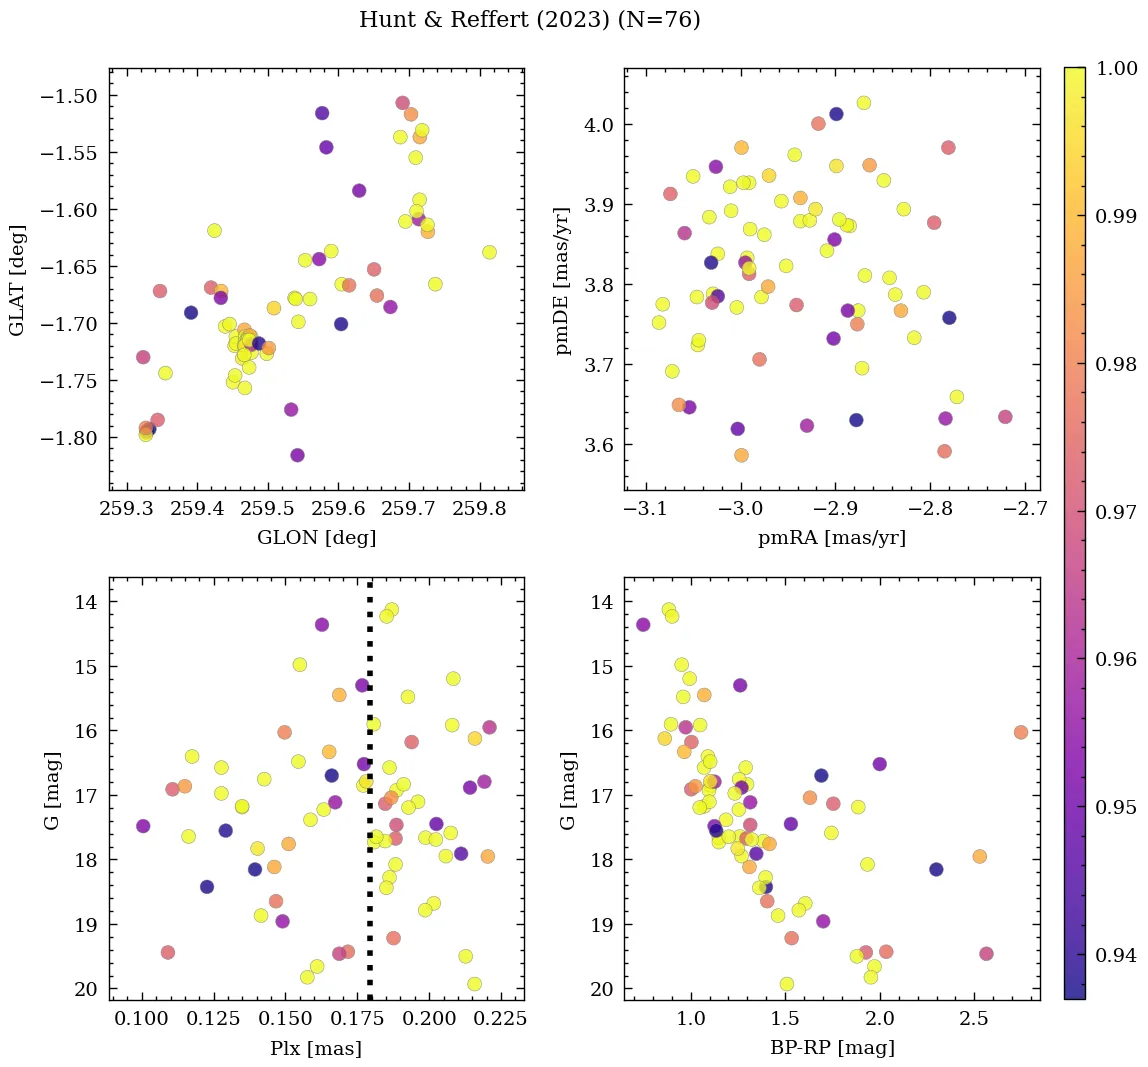 Hunt & Reffert (2023) (N=76)
−1.50
−1.55
−1.60
−1.65
−1.70
−1.75
−1.80
GLAT [deg]
259.3 259.4 259.5 259.6 259.7 259.8
GLON [deg]
4.0
3.9
3.8
3.7
3.6
pmDE [mas/yr]
−3.1 −3.0 −2.9 −2.8 −2.7
pmRA [mas/yr]
14
15
16
17
18
19
20
G [mag]
0.100 0.125 0.150 0.175 0.200 0.225
Plx [mas]
14
15
16
17
18
19
20
G [mag]
1.0 1.5 2.0 2.5
BP-RP [mag]
1.00
0.99
0.98
0.97
0.96
0.95
0.94